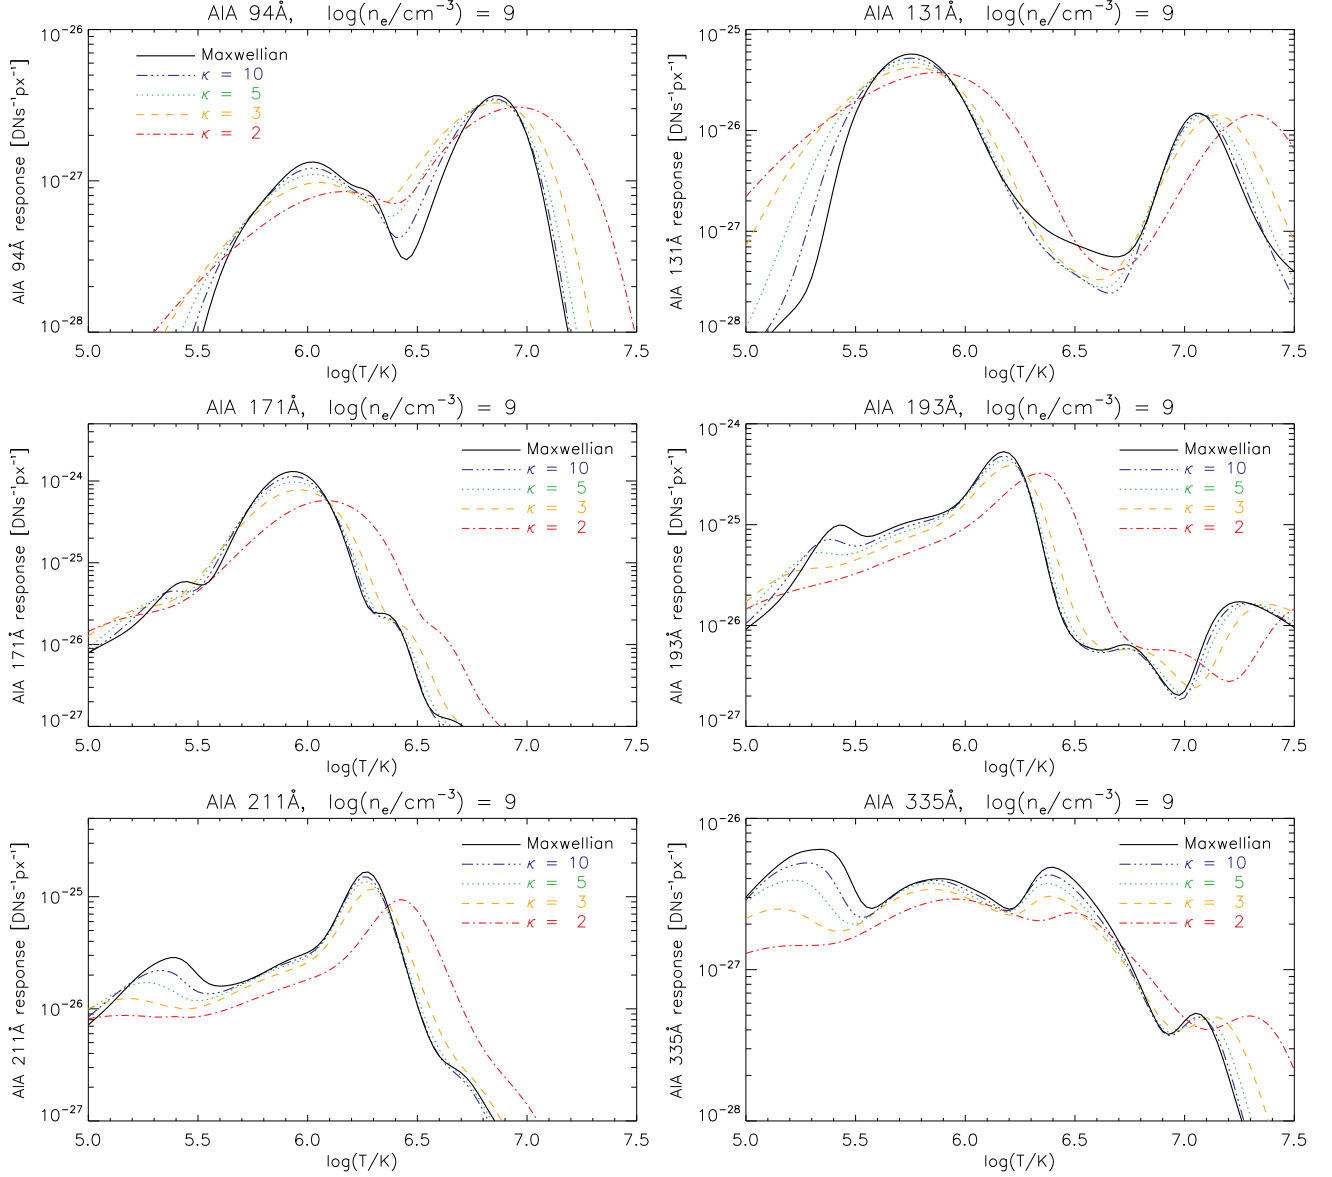 AIA 94Å, log(nₑ/cm⁻³) = 9
10⁻²⁶
10⁻²⁷
10⁻²⁸
AIA 94Å response [DNs⁻¹px⁻¹]
Maxwellian
κ = 10
κ = 5
κ = 3
κ = 2
5.0 5.5 6.0 6.5 7.0 7.5
log(T/K)
AIA 131Å, log(nₑ/cm⁻³) = 9
10⁻²⁵
10⁻²⁶
10⁻²⁷
10⁻²⁸
AIA 131Å response [DNs⁻¹px⁻¹]
5.0 5.5 6.0 6.5 7.0 7.5
log(T/K)
AIA 171Å, log(nₑ/cm⁻³) = 9
10⁻²⁴
10⁻²⁵
10⁻²⁶
10⁻²⁷
AIA 171Å response [DNs⁻¹px⁻¹]
Maxwellian
κ = 10
κ = 5
κ = 3
κ = 2
5.0 5.5 6.0 6.5 7.0 7.5
log(T/K)
AIA 193Å, log(nₑ/cm⁻³) = 9
10⁻²⁴
10⁻²⁵
10⁻²⁶
10⁻²⁷
AIA 193Å response [DNs⁻¹px⁻¹]
Maxwellian
κ = 10
κ = 5
κ = 3
κ = 2
5.0 5.5 6.0 6.5 7.0 7.5
log(T/K)
AIA 211Å, log(nₑ/cm⁻³) = 9
10⁻²⁵
10⁻²⁶
10⁻²⁷
AIA 211Å response [DNs⁻¹px⁻¹]
Maxwellian
κ = 10
κ = 5
κ = 3
κ = 2
5.0 5.5 6.0 6.5 7.0 7.5
log(T/K)
AIA 335Å, log(nₑ/cm⁻³) = 9
10⁻²⁶
10⁻²⁷
10⁻²⁸
AIA 335Å response [DNs⁻¹px⁻¹]
Maxwellian
κ = 10
κ = 5
κ = 3
κ = 2
5.0 5.5 6.0 6.5 7.0 7.5
log(T/K)